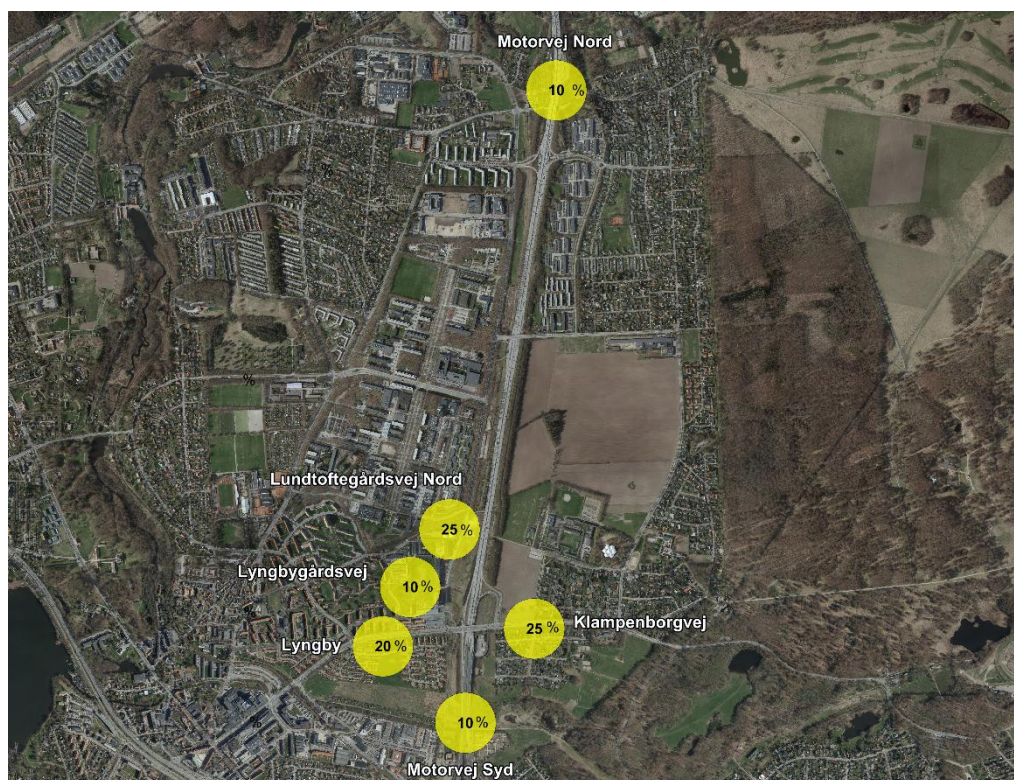 Motorvej Nord
10 %
%
Lundtoftegårdsvej Nord
25 %
Lyngbygårdsvej
10 %
Klampenborgvej
25 %
Lyngby
20 %
%
10 %
Motorvej Syd